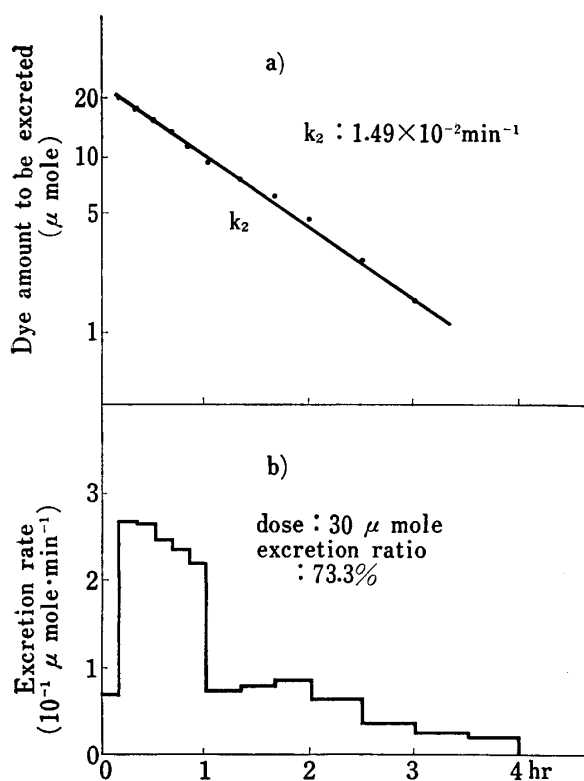 a)
Dye amount to be excreted
(μ mole)
20
10
5
1
k₂ : 1.49×10⁻²min⁻¹
k₂
b)
Excretion rate
(10⁻¹ μ mole·min⁻¹)
3
2
1
0
dose : 30 μ mole
excretion ratio
: 73.3%
0 1 2 3 4 hr